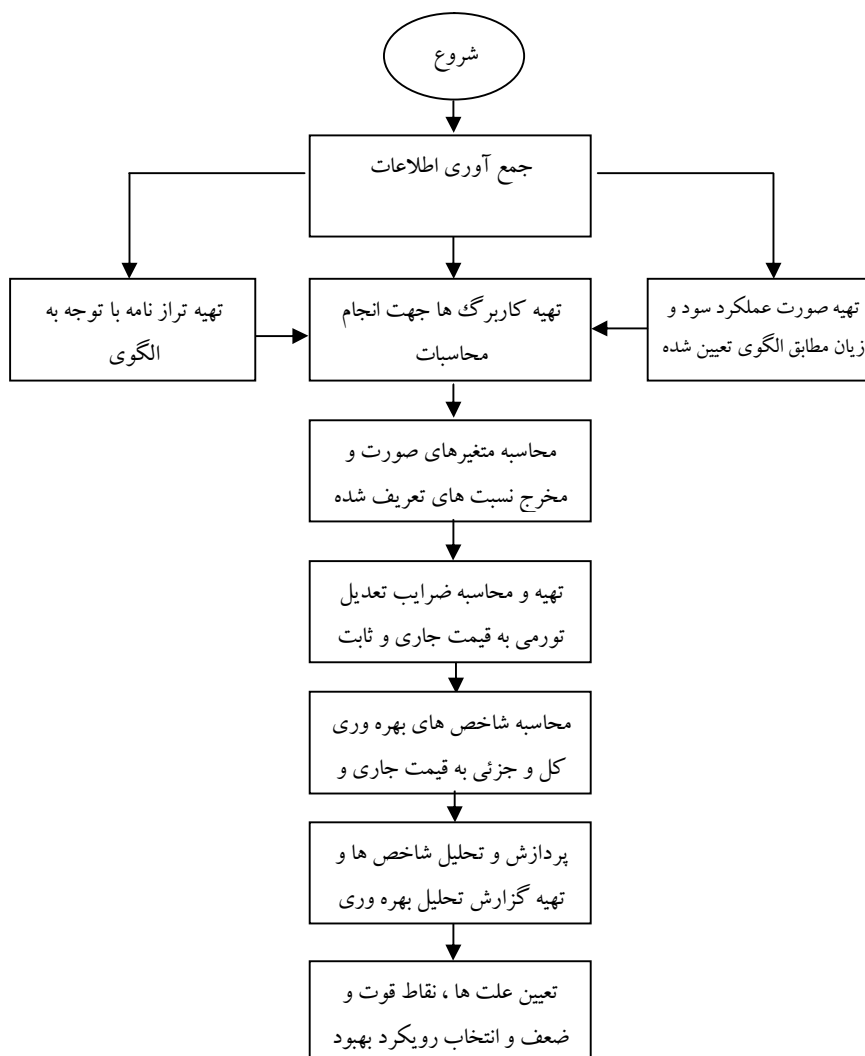 شروع
جمع آوری اطلاعات
تهیه صورت عملکرد سود و
زیان مطابق الگوی تعیین شده
تهیه کاربرگ ها جهت انجام
محاسبات
تهیه تراز نامه با توجه به
الگوی
محاسبه متغیرهای صورت و
مخرج نسبت های تعریف شده
تهیه و محاسبه ضرایب تعدیل
تورمی به قیمت جاری و ثابت
محاسبه شاخص های بهره وری
کل و جزئی به قیمت جاری و
پردازش و تحلیل شاخص ها و
تهیه گزارش تحلیل بهره وری
تعیین علت ها ، نقاط قوت و
ضعف و انتخاب رویکرد بهبود